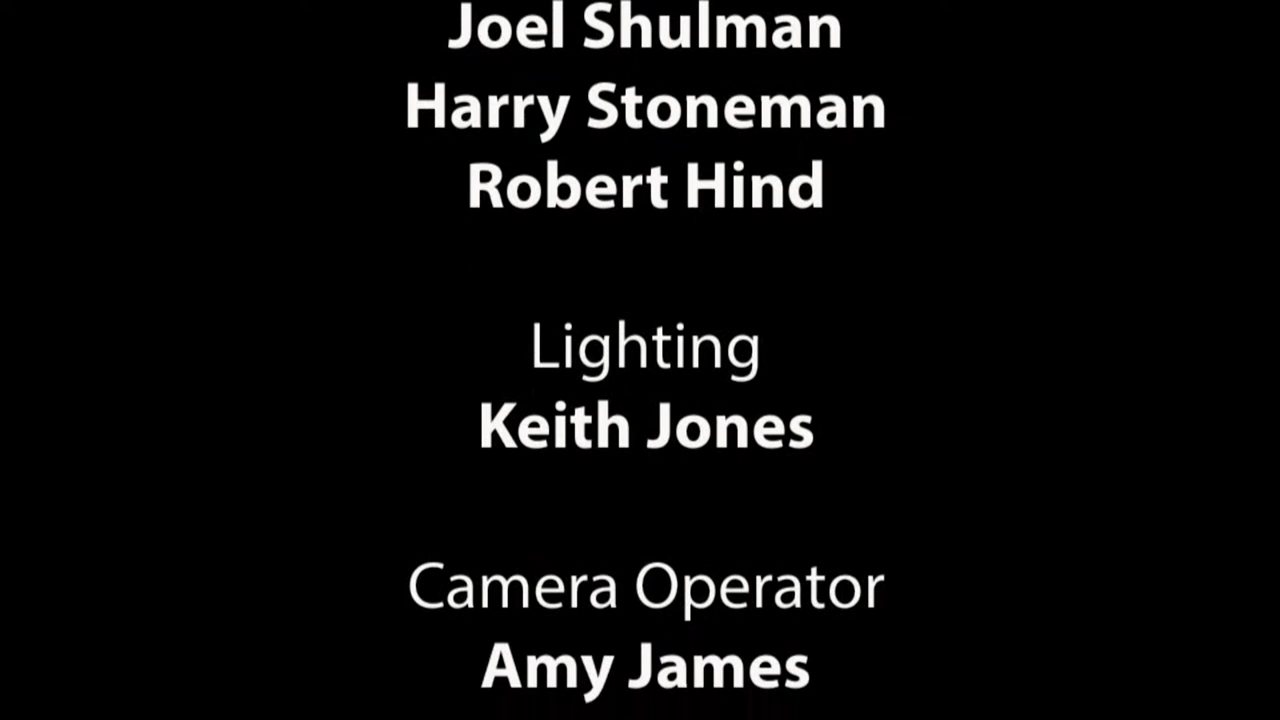 Joel Shulman
Harry Stoneman
Robert Hind
Lighting
Keith Jones
Camera Operator
Amy James